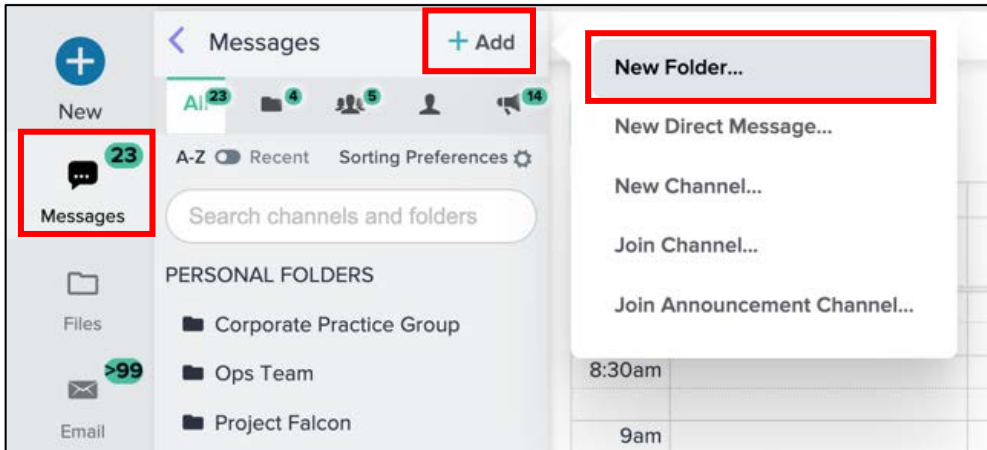 New
23
Messages
Files
>99
Email
Messages
+ Add
All 23
4
5
14
A-Z Recent Sorting Preferences
Search channels and folders
PERSONAL FOLDERS
Corporate Practice Group
Ops Team
Project Falcon
New Folder...
New Direct Message...
New Channel...
Join Channel...
Join Announcement Channel...
8:30am
9am